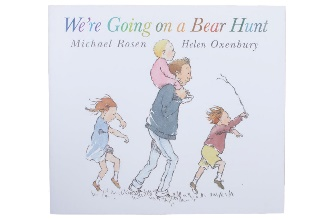 We're Going on a Bear Hunt
Michael Rosen Helen Oxenbury